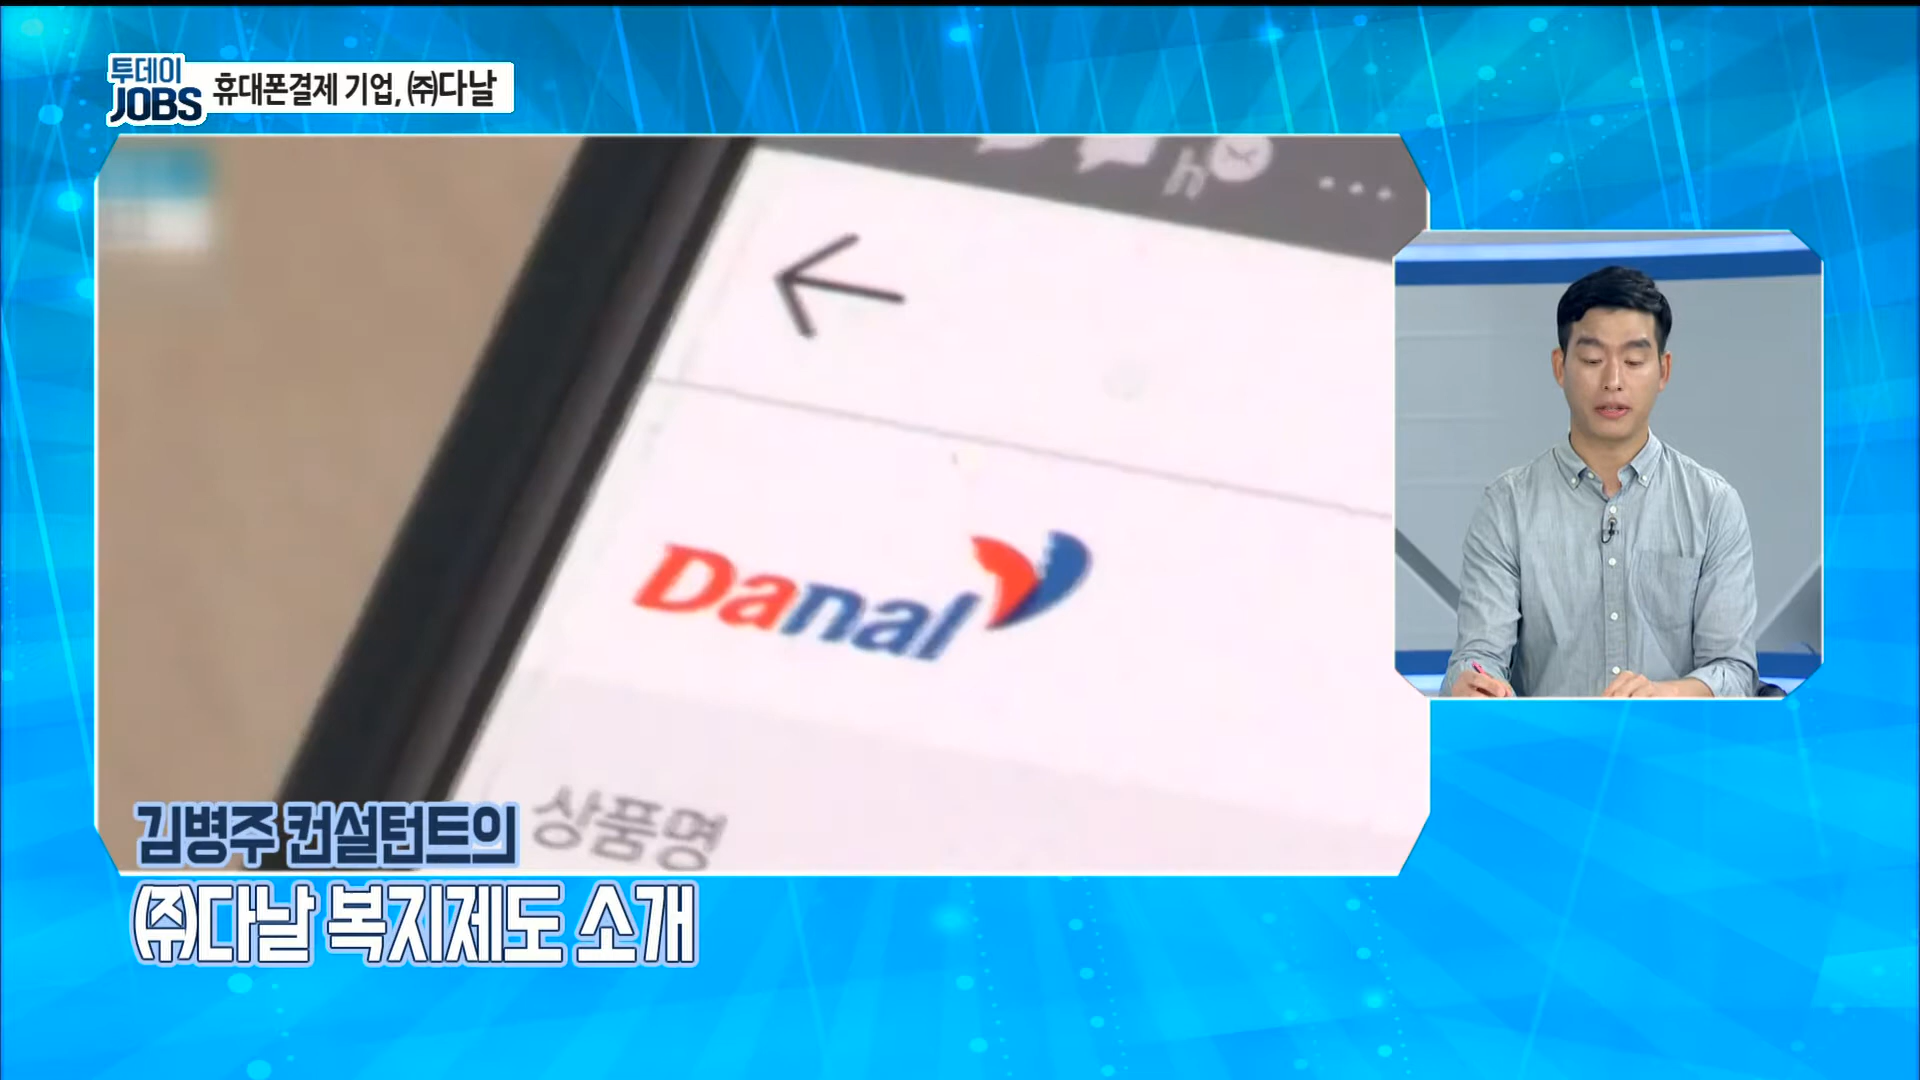 투데이
JOBS
휴대폰결제 기업, ㈜다날
Danal
상품명
김병주 컨설턴트의
㈜다날 복지제도 소개